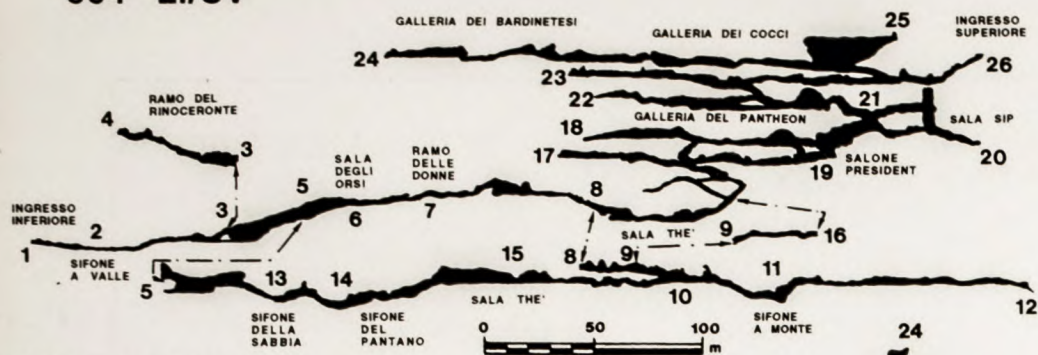 GALLERIA DEI BARDINETESI
GALLERIA DEI COCCI
25
INGRESSO
SUPERIORE
24
26
23
RAMO DEL
RINOCERONTE
22
21
4
GALLERIA DEL PANTHEON
SALA SIP
18
3
SALA
DEGLI
ORSI
RAMO
DELLE
DONNE
17
19
SALONE
PRESIDENT
20
5
8
INGRESSO
INFERIORE
3
6
7
1
2
SALA THE'
9
16
SIFONE
A VALLE
5
13
14
15
8
9
11
SALA THE'
10
12
SIFONE
DELLA
SABBIA
SIFONE
DEL
PANTANO
0 50 100
m
SIFONE
A MONTE
24